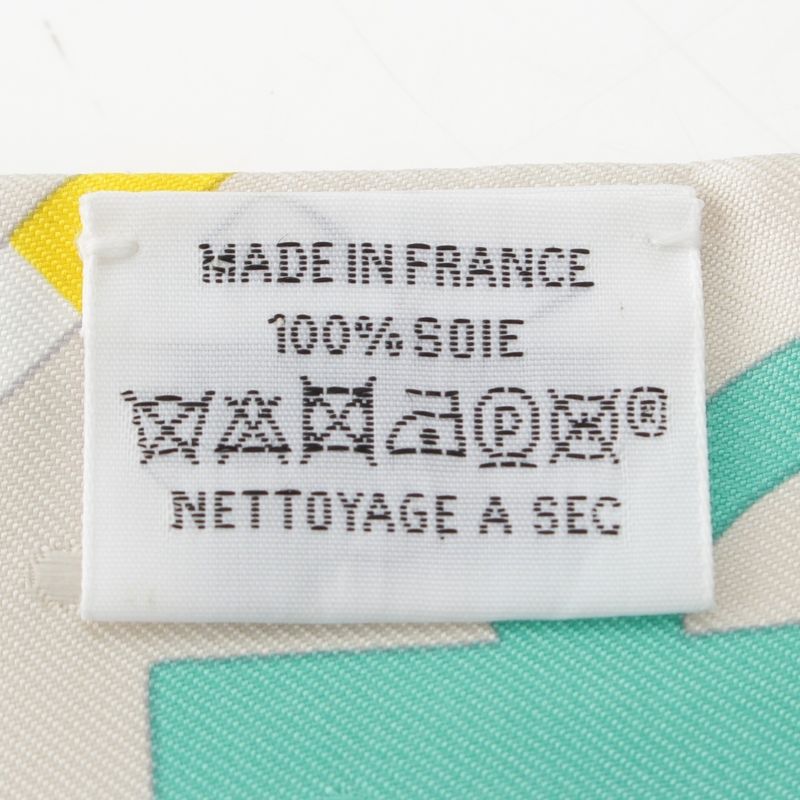 MADE IN FRANCE
100% SOIE
P ®
NETTOYAGE A SEC